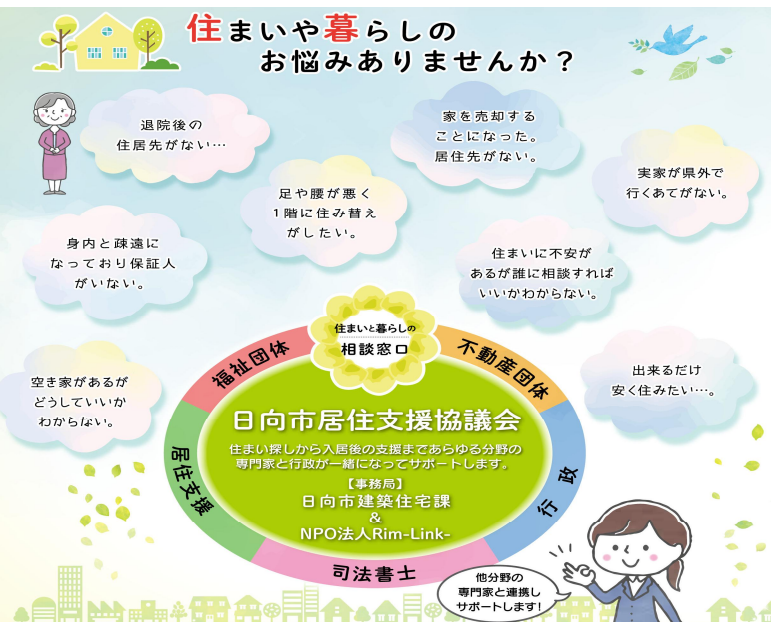 住まいや暮らしの
お悩みありませんか？
退院後の
住居先がない…
家を売却する
ことになった。
居住先がない。
実家が県外で
行くあてがない。
足や腰が悪く
１階に住み替え
がしたい。
身内と疎遠に
なっており保証人
がいない。
住まいに不安が
あるが誰に相談すれば
いいかわからない。
空き家があるが
どうしていいか
わからない。
出来るだけ
安く住みたい…。
住まいと暮らしの
相談窓口
福祉団体
不動産団体
居住支援
行政
司法書士
日向市居住支援協議会
住まい探しから入居後の支援まであらゆる分野の
専門家と行政が一緒になってサポートします。
【事務局】
日向市建築住宅課
&
NPO法人Rim-Link-
他分野の
専門家と連携し
サポートします!